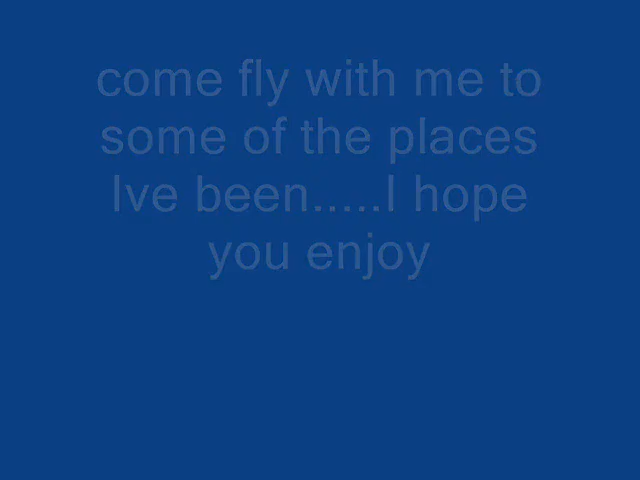 come fly with me to
some of the places
Ive been.....I hope
you enjoy